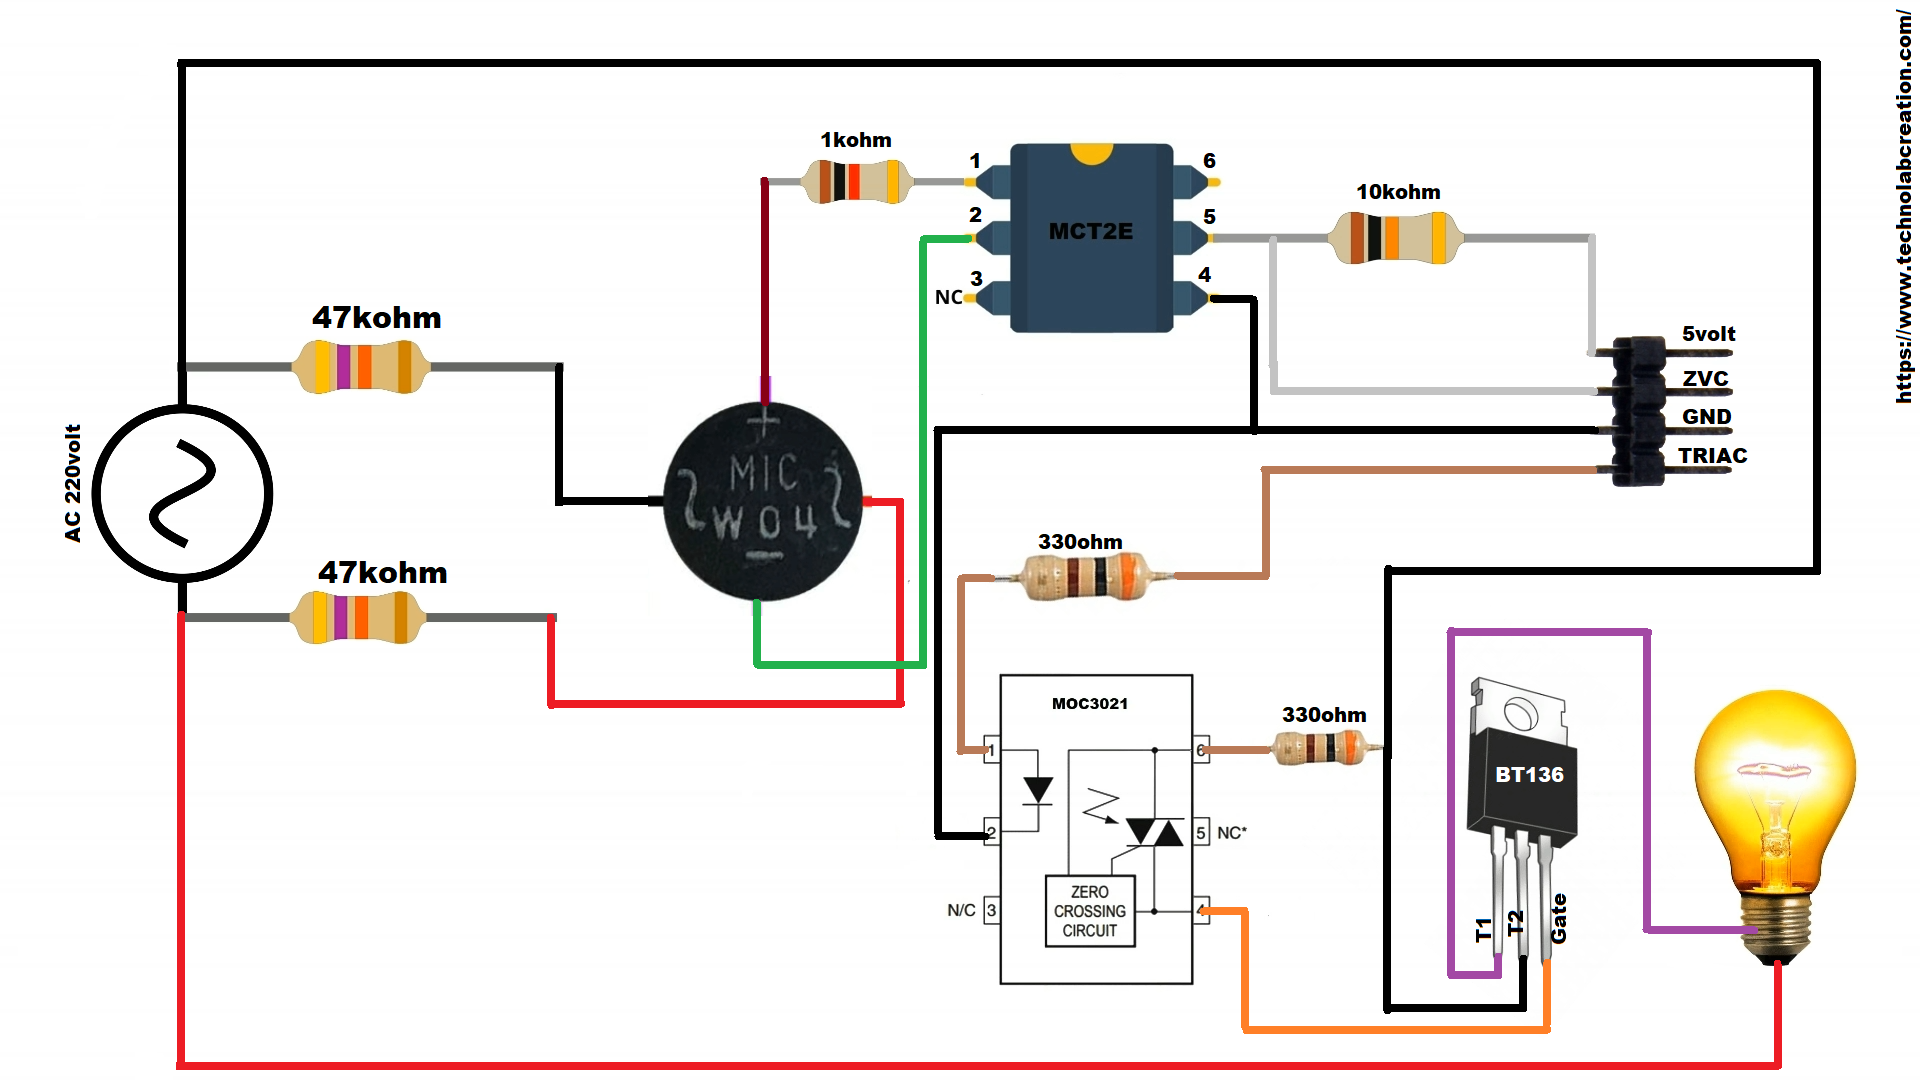 https://www.technolabcreation.com/
1kohm
1
2
3
NC
MCT2E
6
5
4
10kohm
47kohm
5volt
ZVC
GND
TRIAC
AC 220volt
+
MIC
W04
330ohm
47kohm
MOC3021
330ohm
1
2
N/C 3
6
5 NC*
4
ZERO
CROSSING
CIRCUIT
BT136
T1
T2
Gate